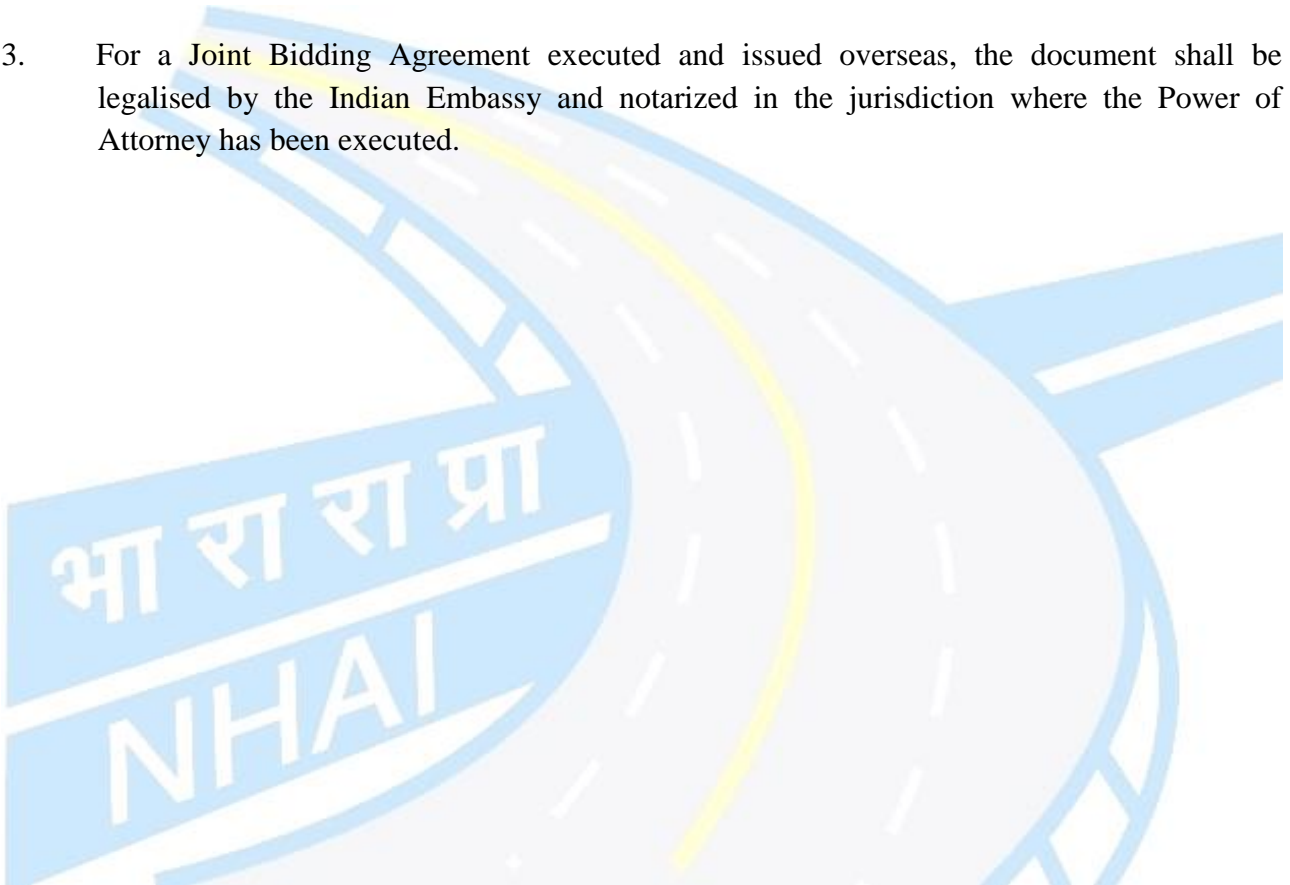 3. For a Joint Bidding Agreement executed and issued overseas, the document shall be
legalised by the Indian Embassy and notarized in the jurisdiction where the Power of
Attorney has been executed.
भा रा रा प्रा
NHAI